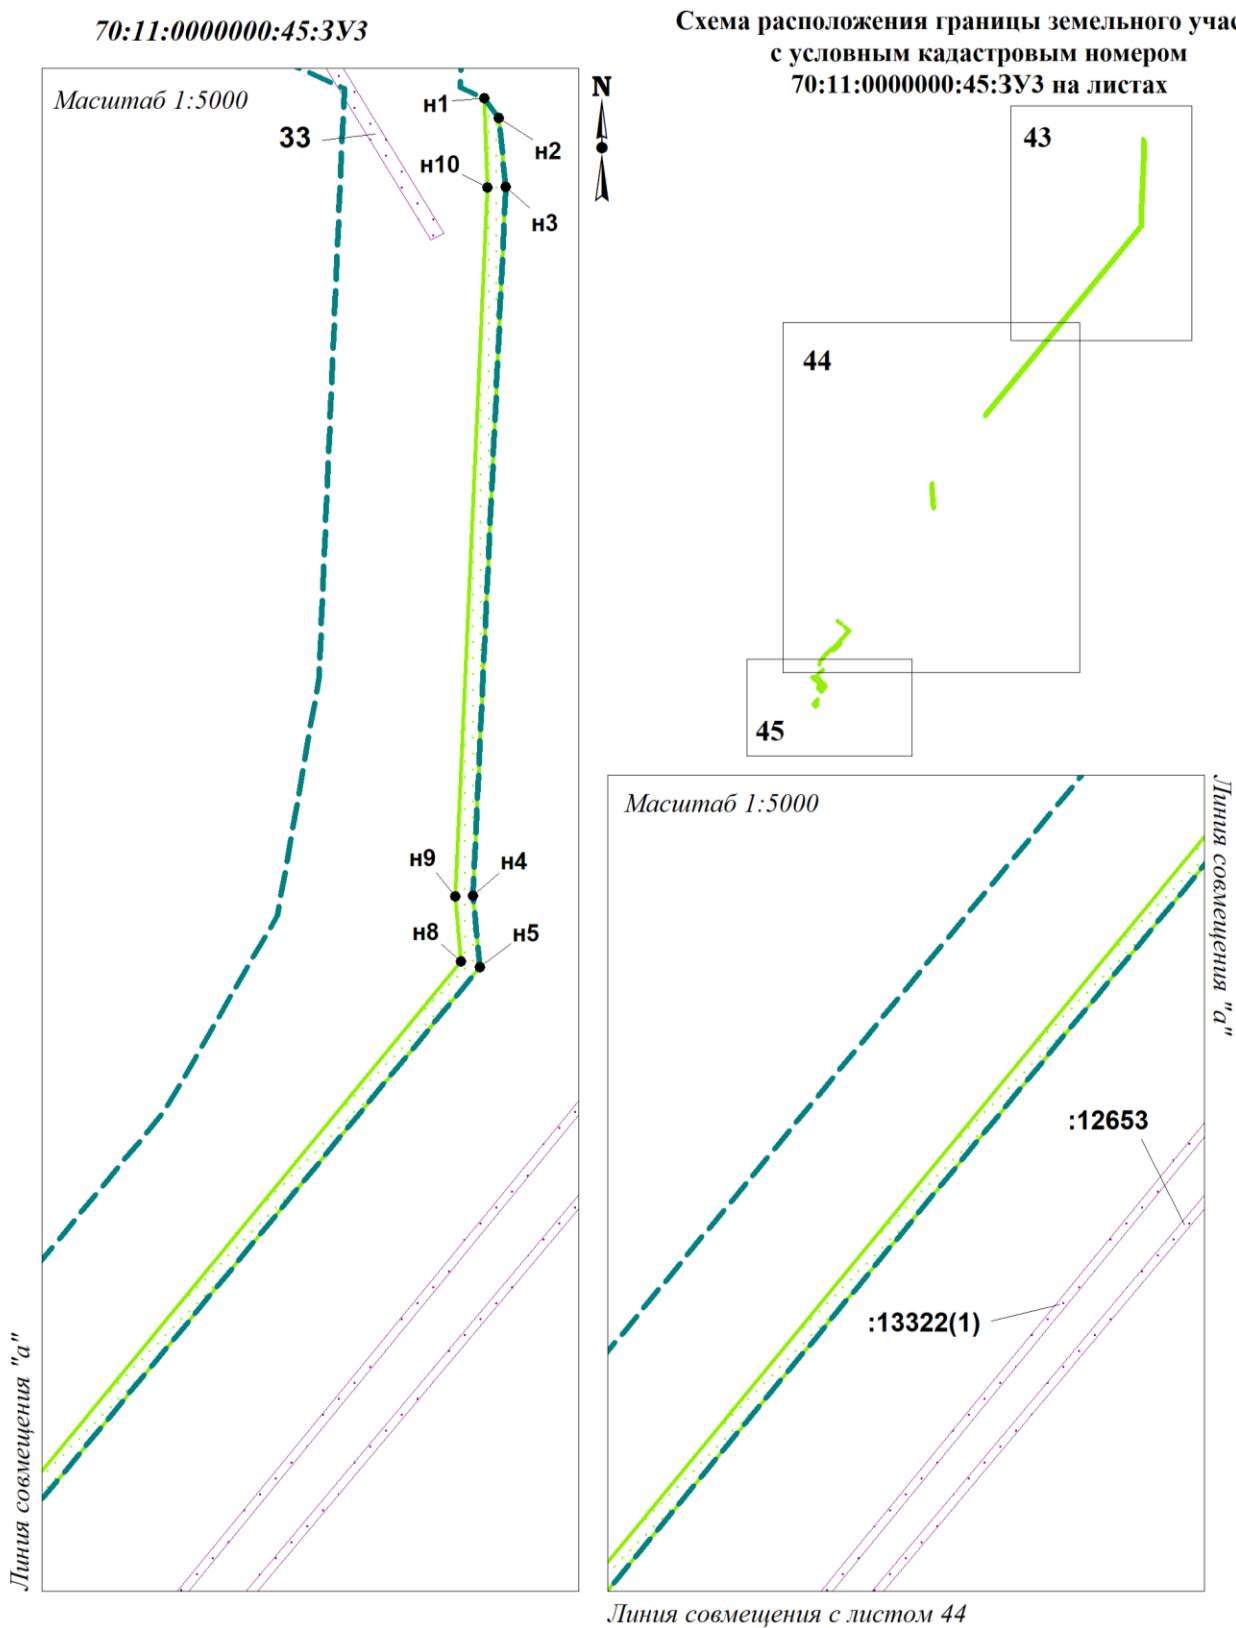 70:11:0000000:45:ЗУ3
Схема расположения границы земельного учас
с условным кадастровым номером
70:11:0000000:45:ЗУ3 на листах
Масштаб 1:5000
33
н1
н2
н10
н3
N
43
44
45
н9
н4
н8
н5
Линия совмещения "а"
Масштаб 1:5000
Линия совмещения "а"
:12653
:13322(1)
Линия совмещения с листом 44